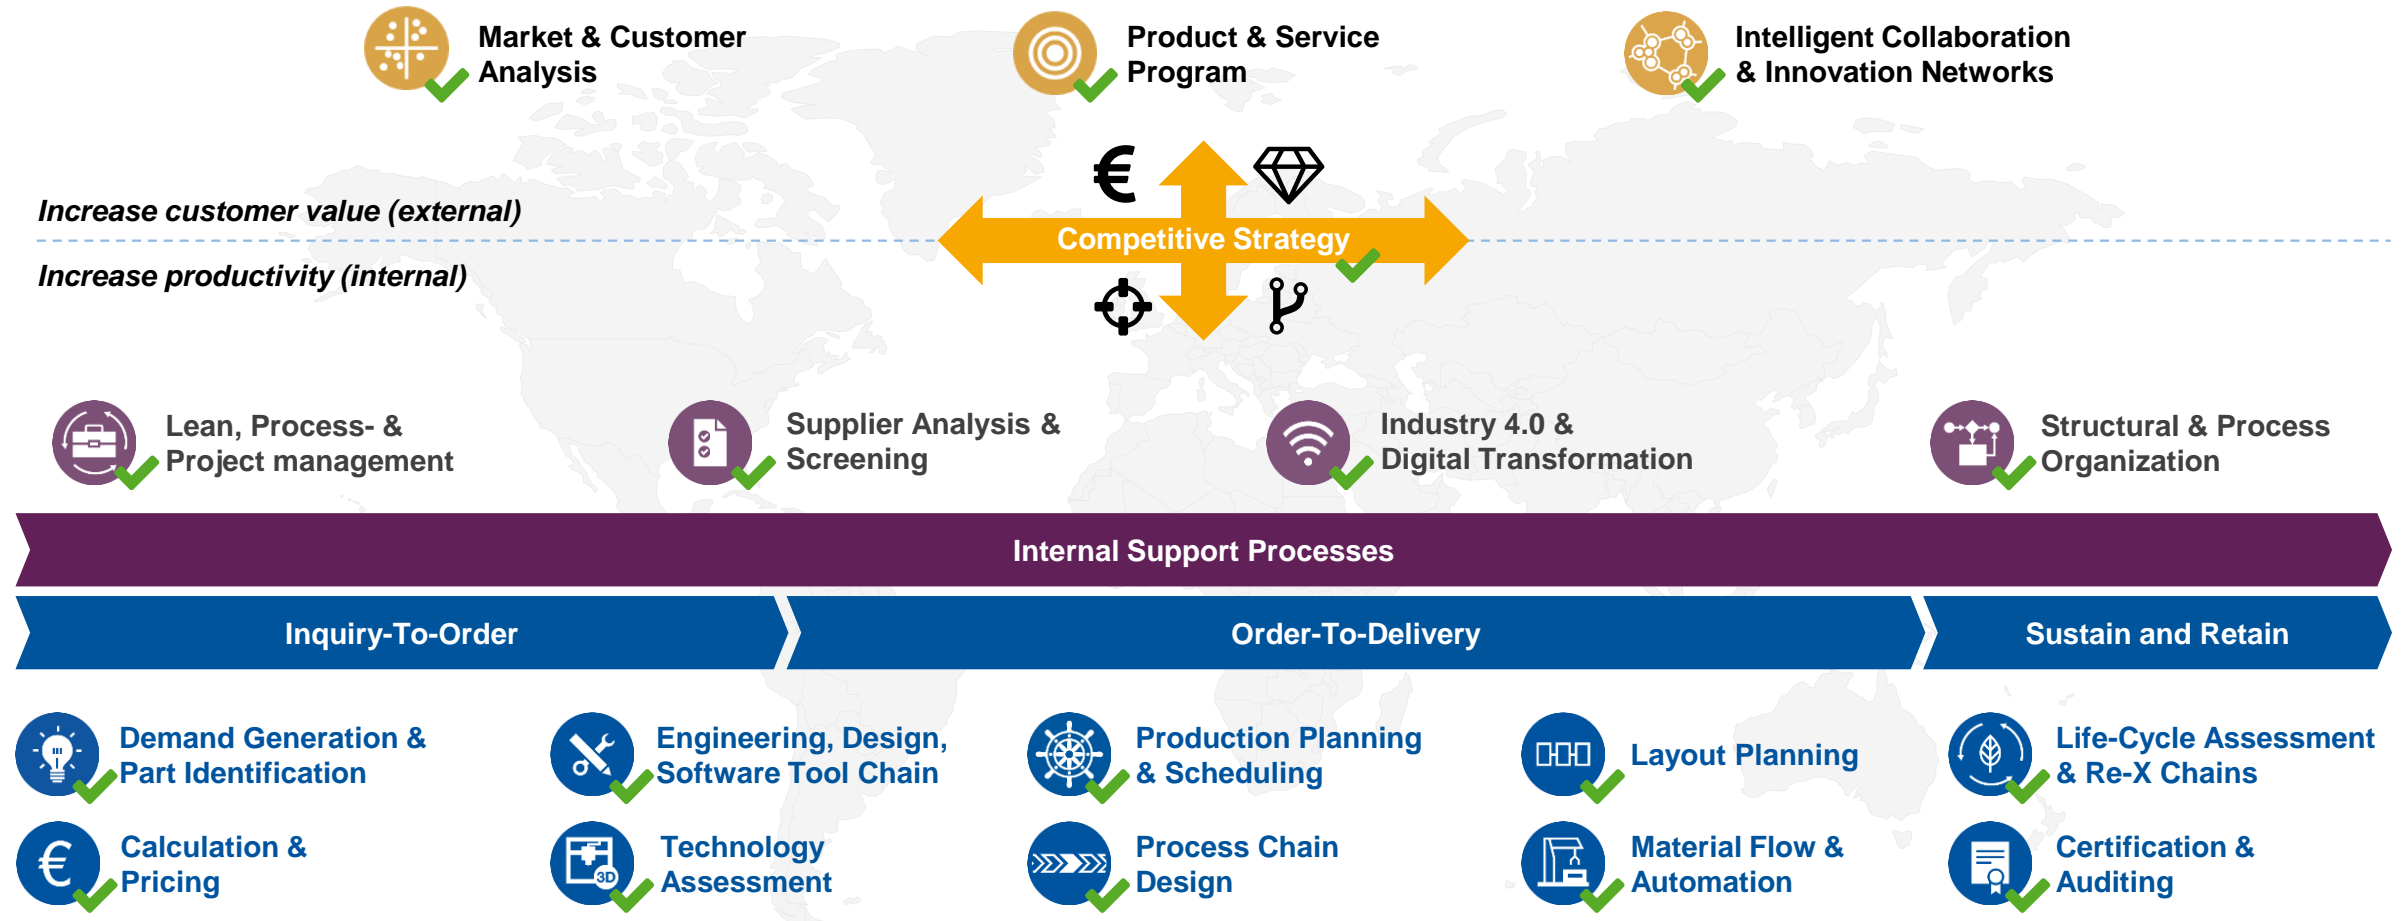 Market & Customer
Analysis
Product & Service
Program
Intelligent Collaboration
& Innovation Networks
€
Increase customer value (external)
Competitive Strategy
Increase productivity (internal)
Lean, Process- &
Project management
Supplier Analysis &
Screening
Industry 4.0 &
Digital Transformation
Structural & Process
Organization
Internal Support Processes
Inquiry-To-Order
Order-To-Delivery
Sustain and Retain
Demand Generation &
Part Identification
Engineering, Design,
Software Tool Chain
Production Planning
& Scheduling
Layout Planning
Life-Cycle Assessment
& Re-X Chains
€
Calculation &
Pricing
3D
Technology
Assessment
Process Chain
Design
Material Flow &
Automation
Certification &
Auditing